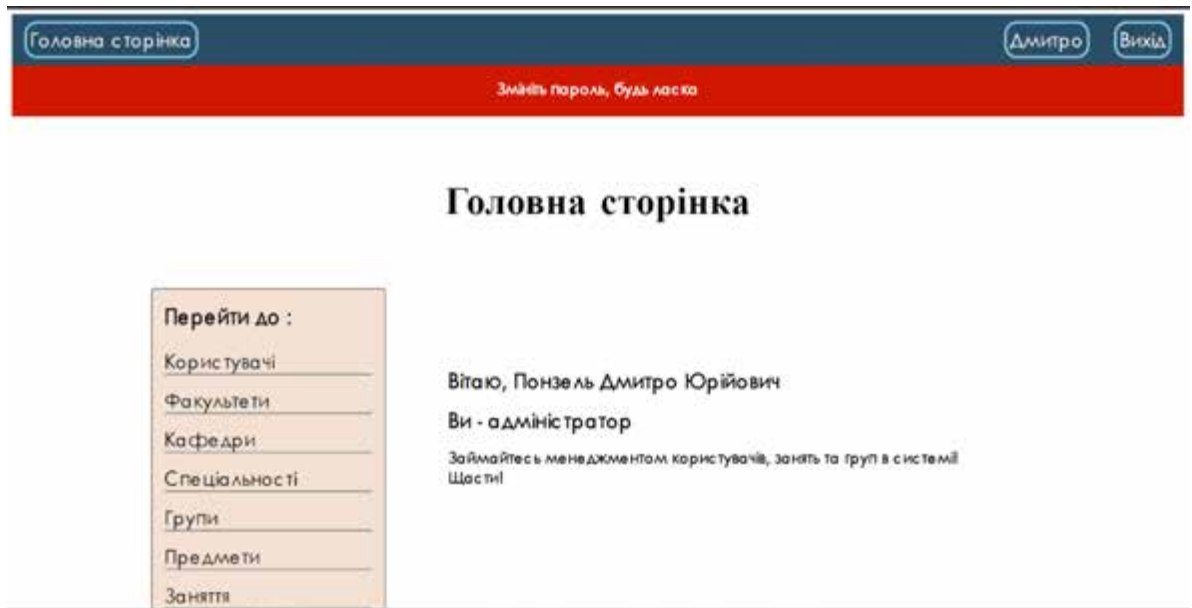 Головна сторінка
Дмитро
Вихід
Змініть пароль, будь ласка
Головна сторінка
Перейти до :
Користувачі
Факультети
Кафедри
Спеціальності
Групи
Предмети
Заняття
Вітаю, Понзель Дмитро Юрійович
Ви - адміністратор
Займайтесь менеджментом користувачів, занять та груп в системі!
Щасти!